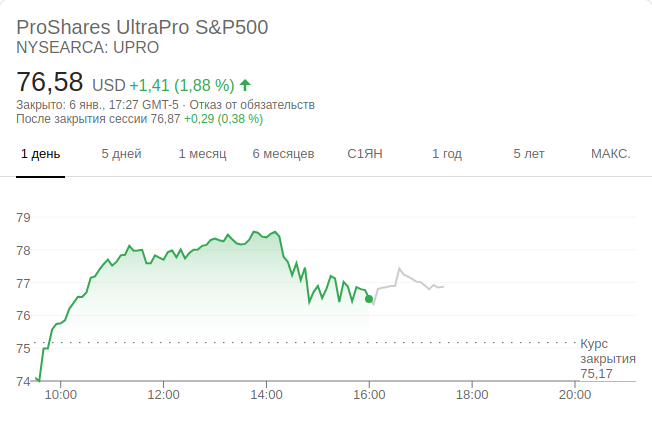 ProShares UltraPro S&P500
NYSEARCA: UPRO
76,58 USD +1,41 (1,88 %)
Закрыто: 6 янв., 17:27 GMT-5 · Отказ от обязательств
После закрытия сессии 76,87 +0,29 (0,38 %)
1 день 5 дней 1 месяц 6 месяцев С1ЯН 1 год 5 лет МАКС.
79
78
77
76
75
74
Курс
закрытия
75,17
10:00 12:00 14:00 16:00 18:00 20:00